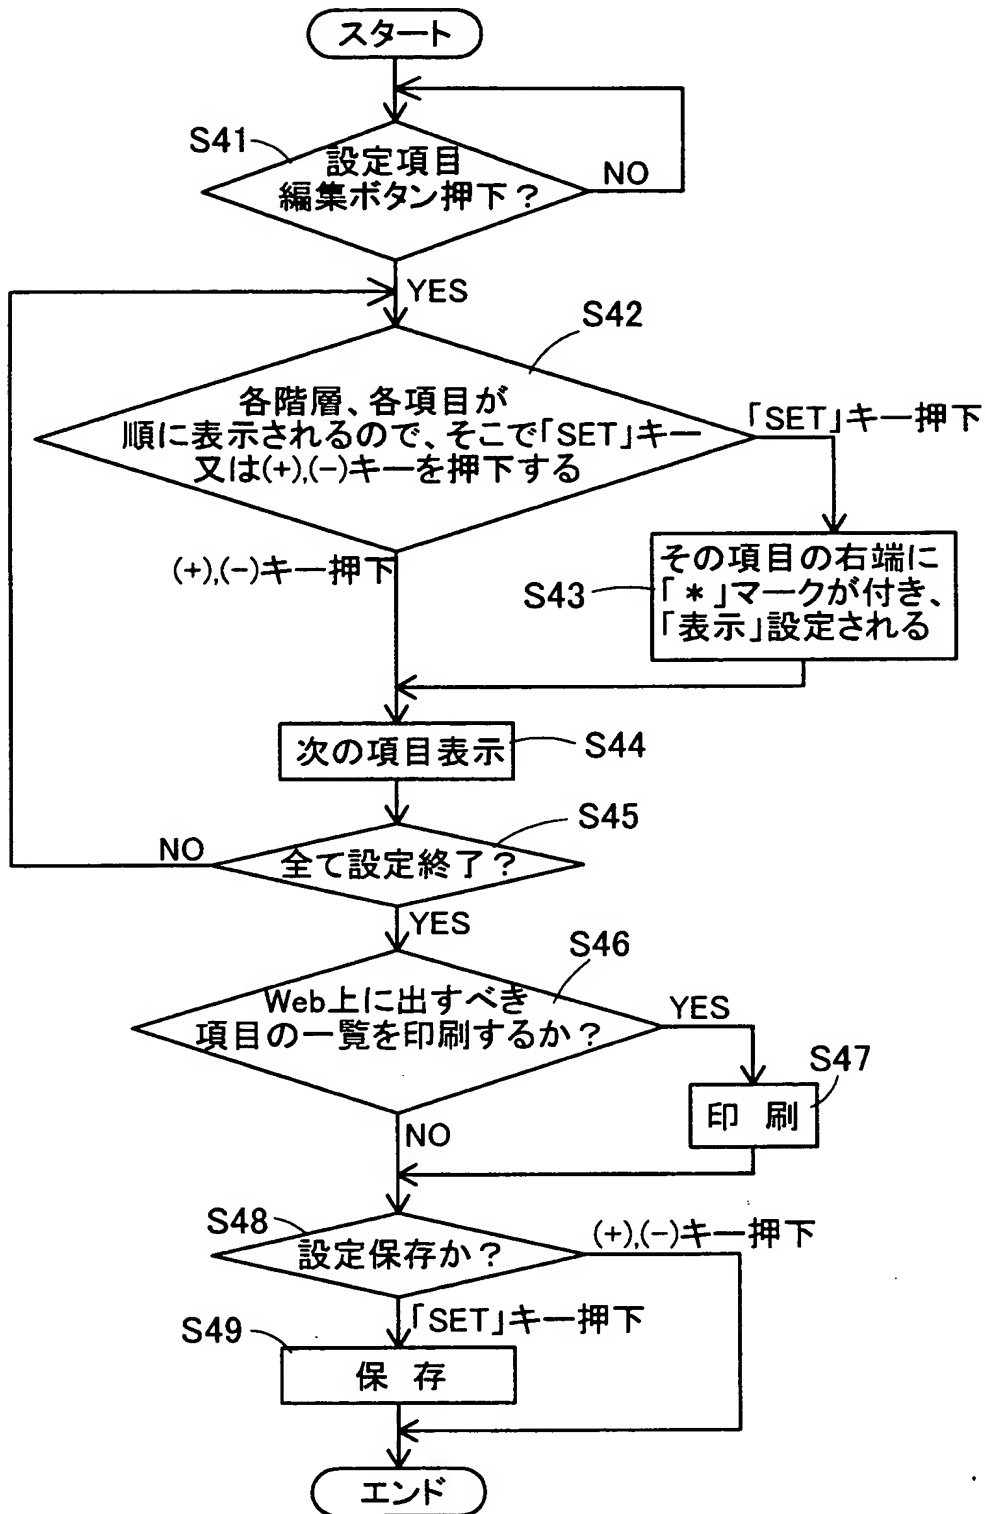 スタート
S41
設定項目
編集ボタン押下？
NO
YES
S42
各階層、各項目が
順に表示されるので、そこで「SET」キー
又は(+),(-)キーを押下する
「SET」キー押下
(+),(-)キー押下
S43
その項目の右端に
「＊」マークが付き、
「表示」設定される
次の項目表示
S44
S45
全て設定終了？
NO
YES
S46
Web上に出すべき
項目の一覧を印刷するか？
YES
S47
印 刷
NO
S48
設定保存か？
(+),(-)キー押下
「SET」キー押下
S49
保 存
エンド